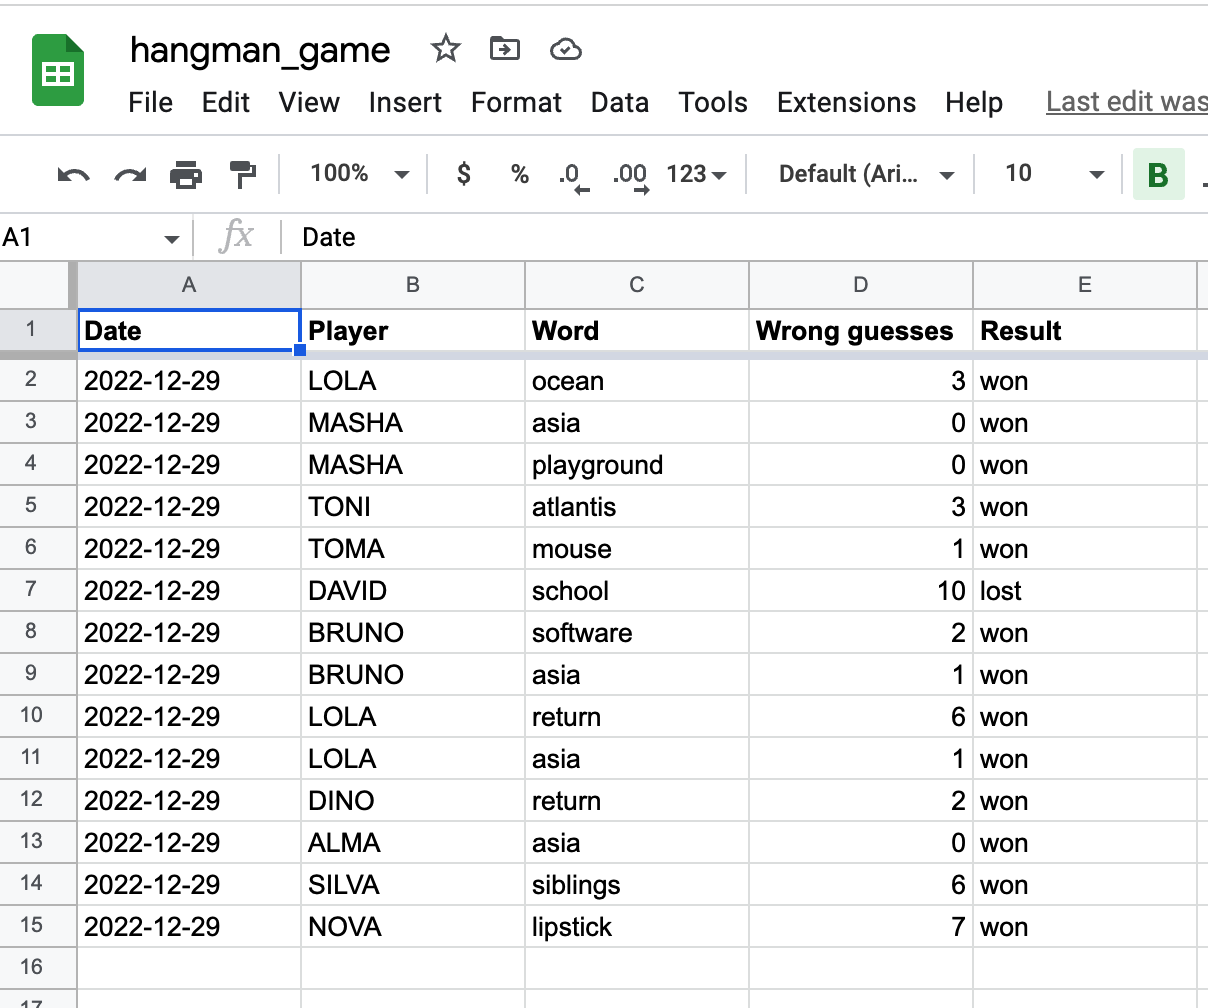 hangman_game
File Edit View Insert Format Data Tools Extensions Help Last edit was
100% $ % .0 .00 123 Default (Ari... 10 B
A1 fx Date
A B C D E
1 Date Player Word Wrong guesses Result
2 2022-12-29 LOLA ocean 3 won
3 2022-12-29 MASHA asia 0 won
4 2022-12-29 MASHA playground 0 won
5 2022-12-29 TONI atlantis 3 won
6 2022-12-29 TOMA mouse 1 won
7 2022-12-29 DAVID school 10 lost
8 2022-12-29 BRUNO software 2 won
9 2022-12-29 BRUNO asia 1 won
10 2022-12-29 LOLA return 6 won
11 2022-12-29 LOLA asia 1 won
12 2022-12-29 DINO return 2 won
13 2022-12-29 ALMA asia 0 won
14 2022-12-29 SILVA siblings 6 won
15 2022-12-29 NOVA lipstick 7 won
16
17